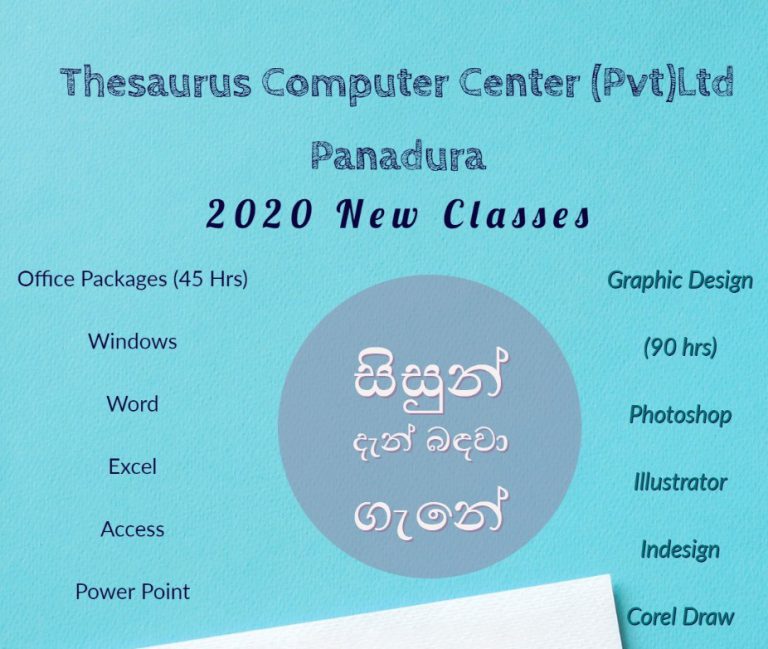 Thesaurus Computer Center (Pvt)Ltd
Panadura
2020 New Classes
Office Packages (45 Hrs)
Windows
Word
Excel
Access
Power Point
සිසුන්
දැන් බඳවා
ගැනේ
Graphic Design
(90 hrs)
Photoshop
Illustrator
Indesign
Corel Draw